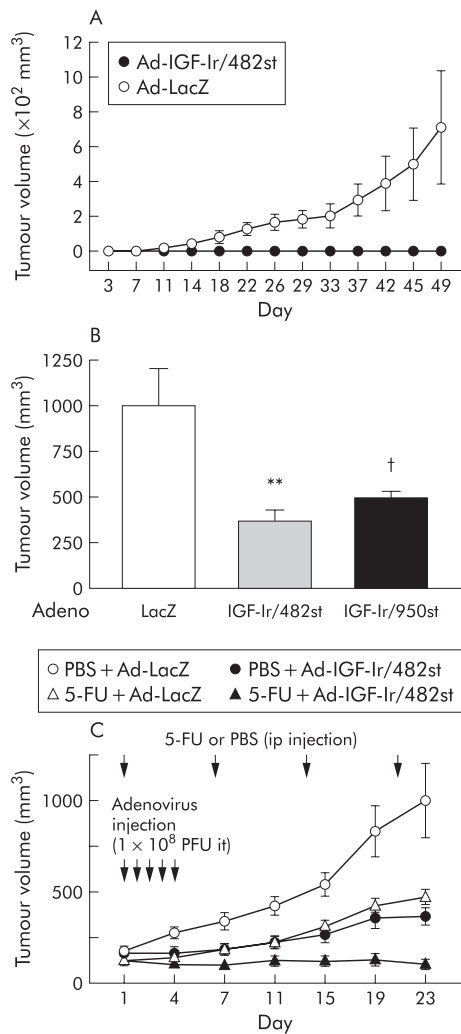 A
Tumour volume (×10² mm³)
12
10
8
6
4
2
0
Ad-IGF-Ir/482st
Ad-LacZ
3 7 11 14 18 22 26 29 33 37 42 45 49
Day
B
Tumour volume (mm³)
1250
1000
750
500
250
0
**
†
Adeno LacZ IGF-Ir/482st IGF-Ir/950st
PBS + Ad-LacZ PBS + Ad-IGF-Ir/482st
5-FU + Ad-LacZ 5-FU + Ad-IGF-Ir/482st
C
5-FU or PBS (ip injection)
Adenovirus
injection
(1 × 10⁸ PFU it)
Tumour volume (mm³)
1000
500
0
1 4 7 11 15 19 23
Day